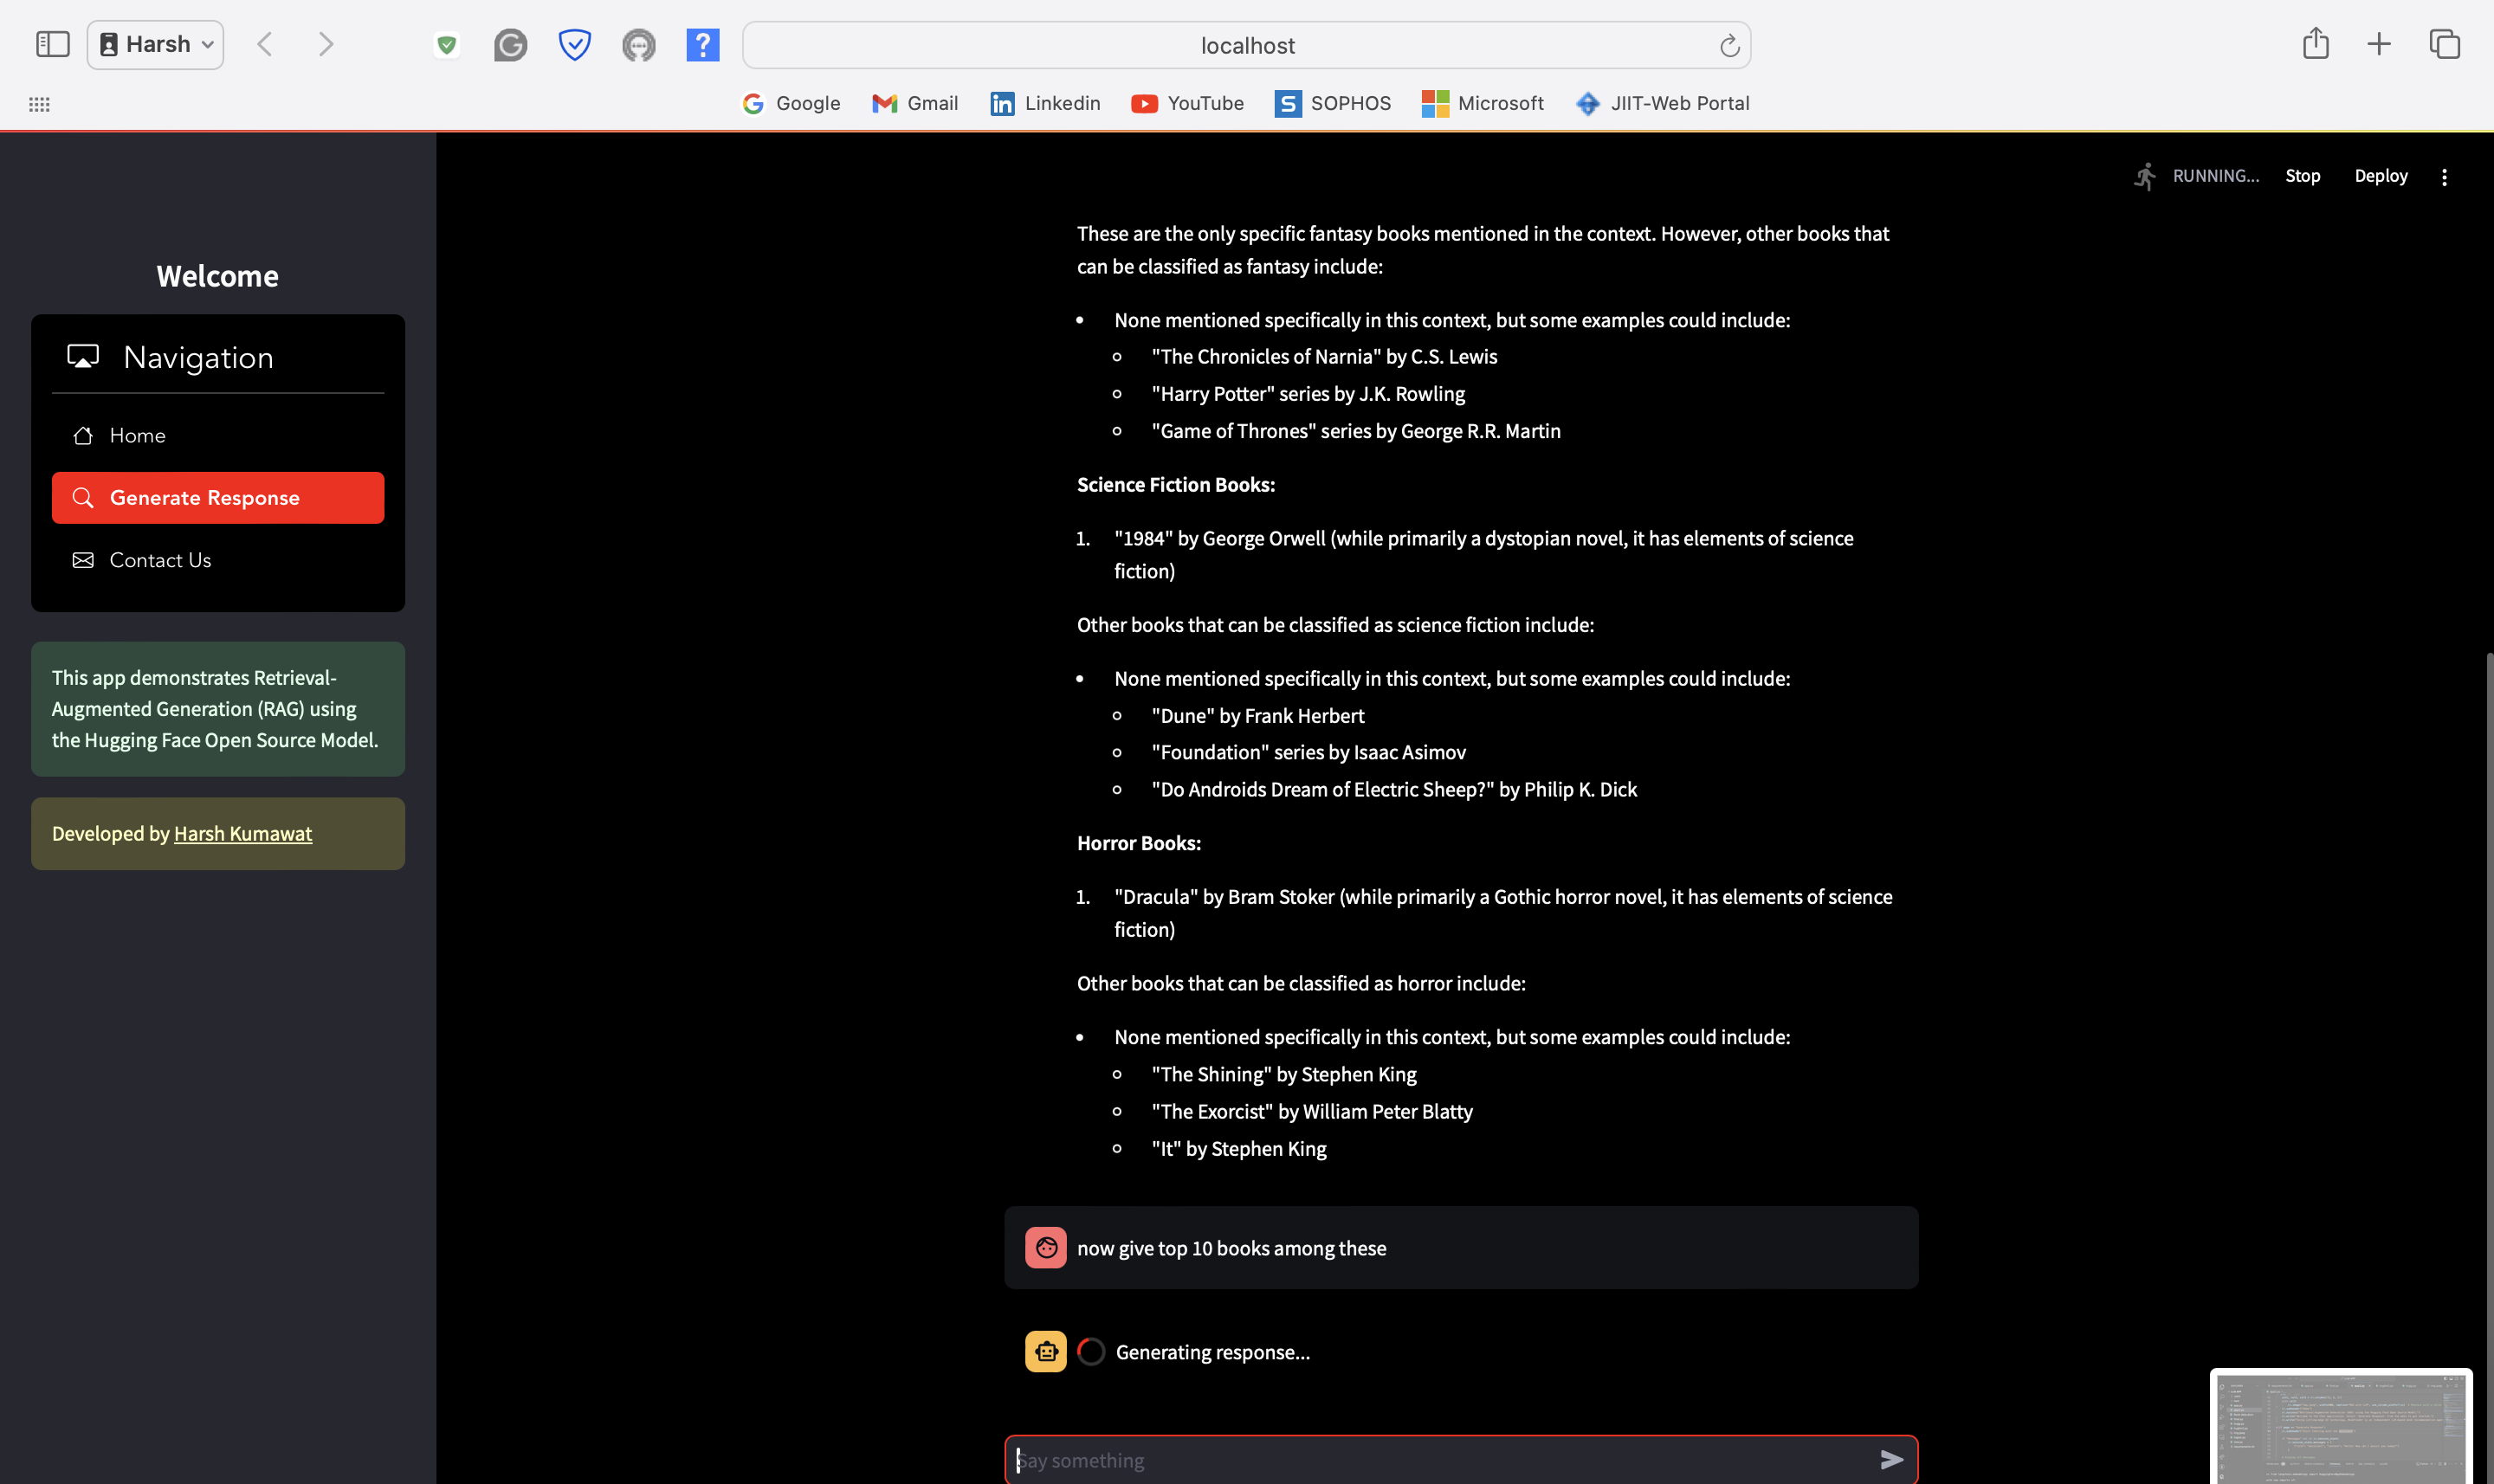 Harsh
localhost
Google
Gmail
Linkedin
YouTube
SOPHOS
Microsoft
JIIT-Web Portal
RUNNING...
Stop
Deploy
Welcome
Navigation
Home
Generate Response
Contact Us
This app demonstrates Retrieval-
Augmented Generation (RAG) using
the Hugging Face Open Source Model.
Developed by Harsh Kumawat
These are the only specific fantasy books mentioned in the context. However, other books that
can be classified as fantasy include:
• None mentioned specifically in this context, but some examples could include:
○ "The Chronicles of Narnia" by C.S. Lewis
○ "Harry Potter" series by J.K. Rowling
○ "Game of Thrones" series by George R.R. Martin
Science Fiction Books:
1. "1984" by George Orwell (while primarily a dystopian novel, it has elements of science
fiction)
Other books that can be classified as science fiction include:
• None mentioned specifically in this context, but some examples could include:
○ "Dune" by Frank Herbert
○ "Foundation" series by Isaac Asimov
○ "Do Androids Dream of Electric Sheep?" by Philip K. Dick
Horror Books:
1. "Dracula" by Bram Stoker (while primarily a Gothic horror novel, it has elements of science
fiction)
Other books that can be classified as horror include:
• None mentioned specifically in this context, but some examples could include:
○ "The Shining" by Stephen King
○ "The Exorcist" by William Peter Blatty
○ "It" by Stephen King
now give top 10 books among these
Generating response...
Say something